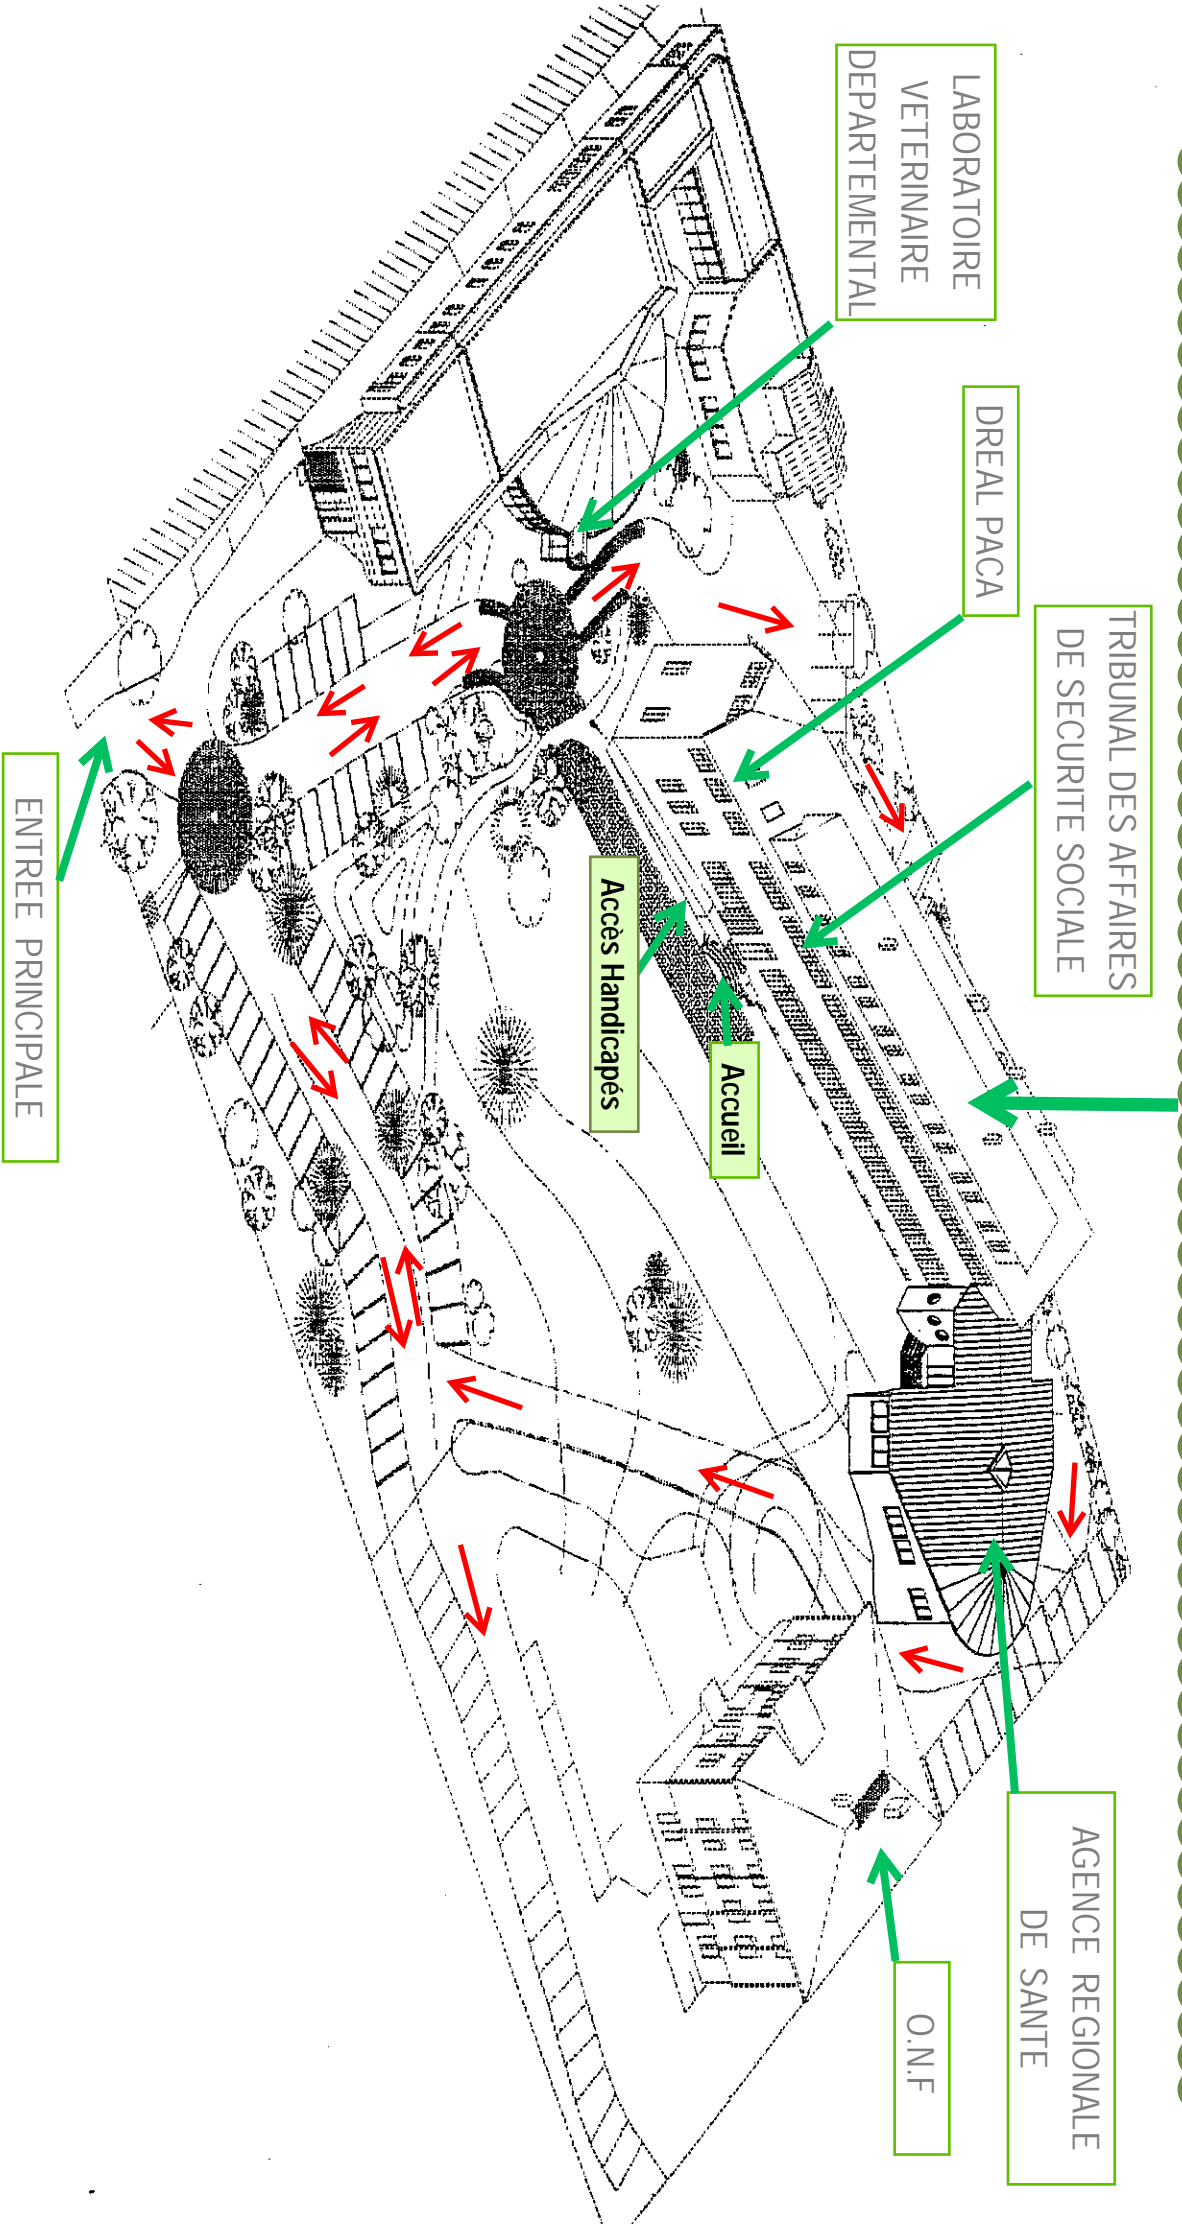 LABORATOIRE
VETERINAIRE
DEPARTEMENTAL
DREAL PACA
TRIBUNAL DES AFFAIRES
DE SECURITE SOCIALE
AGENCE REGIONALE
DE SANTE
O.N.F
Accueil
Accès Handicapés
ENTREE PRINCIPALE